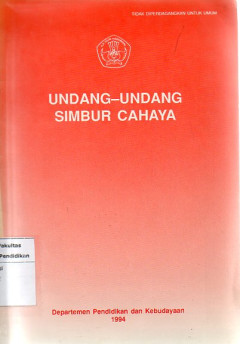 TIDAK DIPERDAGANGKAN UNTUK UMUM
UNDANG–UNDANG
SIMBUR CAHAYA
Fakultas
Pendidikan
Departemen Pendidikan dan Kebudayaan
1994